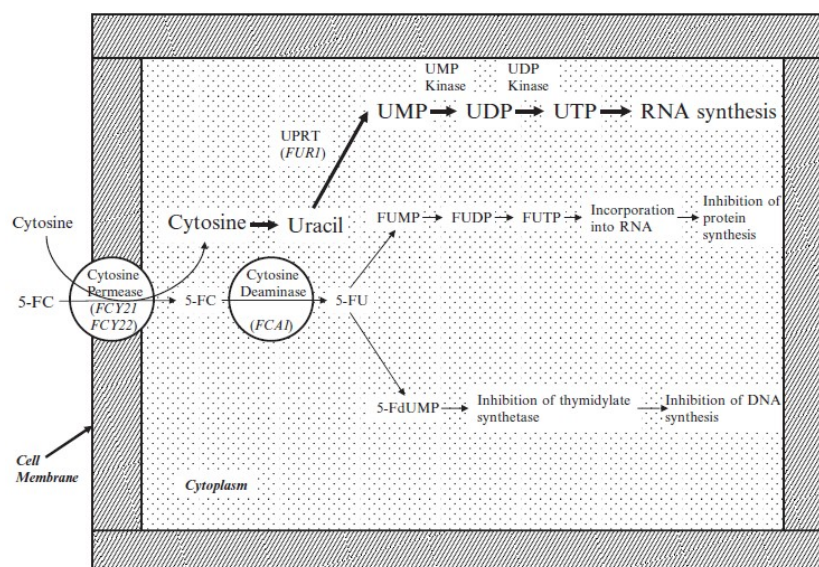 UMP
Kinase
UDP
Kinase
UMP
UDP
UTP
RNA synthesis
UPRT
(FUR1)
Cytosine
Cytosine
Uracil
FUMP
FUDP
FUTP
Incorporation
into RNA
Inhibition of
protein
synthesis
5-FC
Cytosine
Permease
(FCY21
FCY22)
5-FC
Cytosine
Deaminase
(FCA1)
5-FU
5-FdUMP
Inhibition of thymidylate
synthetase
Inhibition of DNA
synthesis
Cell
Membrane
Cytoplasm